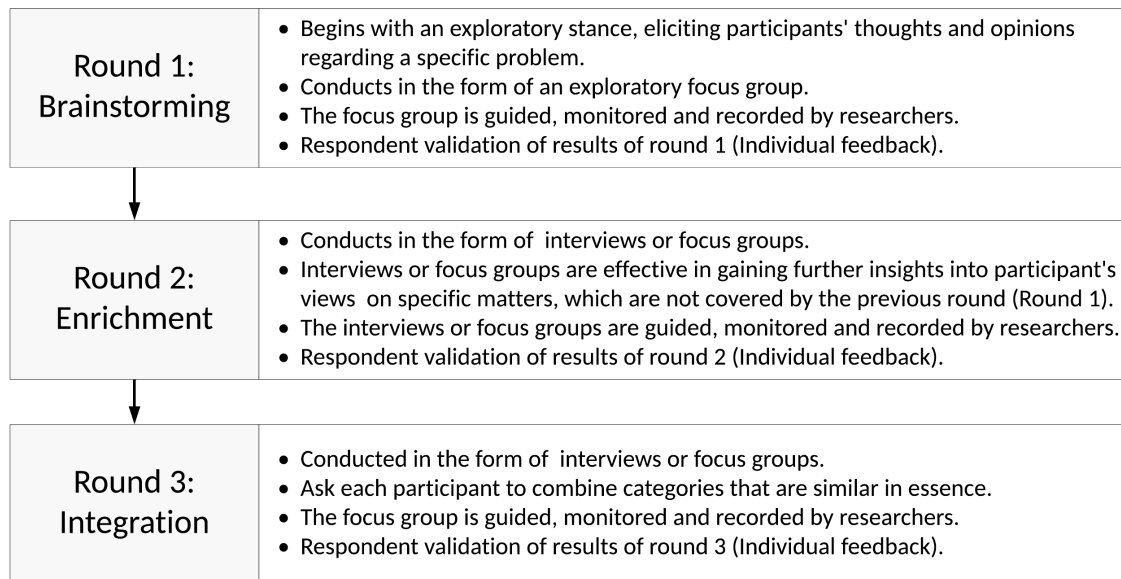 Round 1:
Brainstorming
• Begins with an exploratory stance, eliciting participants' thoughts and opinions
regarding a specific problem.
• Conducts in the form of an exploratory focus group.
• The focus group is guided, monitored and recorded by researchers.
• Respondent validation of results of round 1 (Individual feedback).
Round 2:
Enrichment
• Conducts in the form of  interviews or focus groups.
• Interviews or focus groups are effective in gaining further insights into participant's
views  on specific matters, which are not covered by the previous round (Round 1).
• The interviews or focus groups are guided, monitored and recorded by researchers.
• Respondent validation of results of round 2 (Individual feedback).
Round 3:
Integration
• Conducted in the form of  interviews or focus groups.
• Ask each participant to combine categories that are similar in essence.
• The focus group is guided, monitored and recorded by researchers.
• Respondent validation of results of round 3 (Individual feedback).